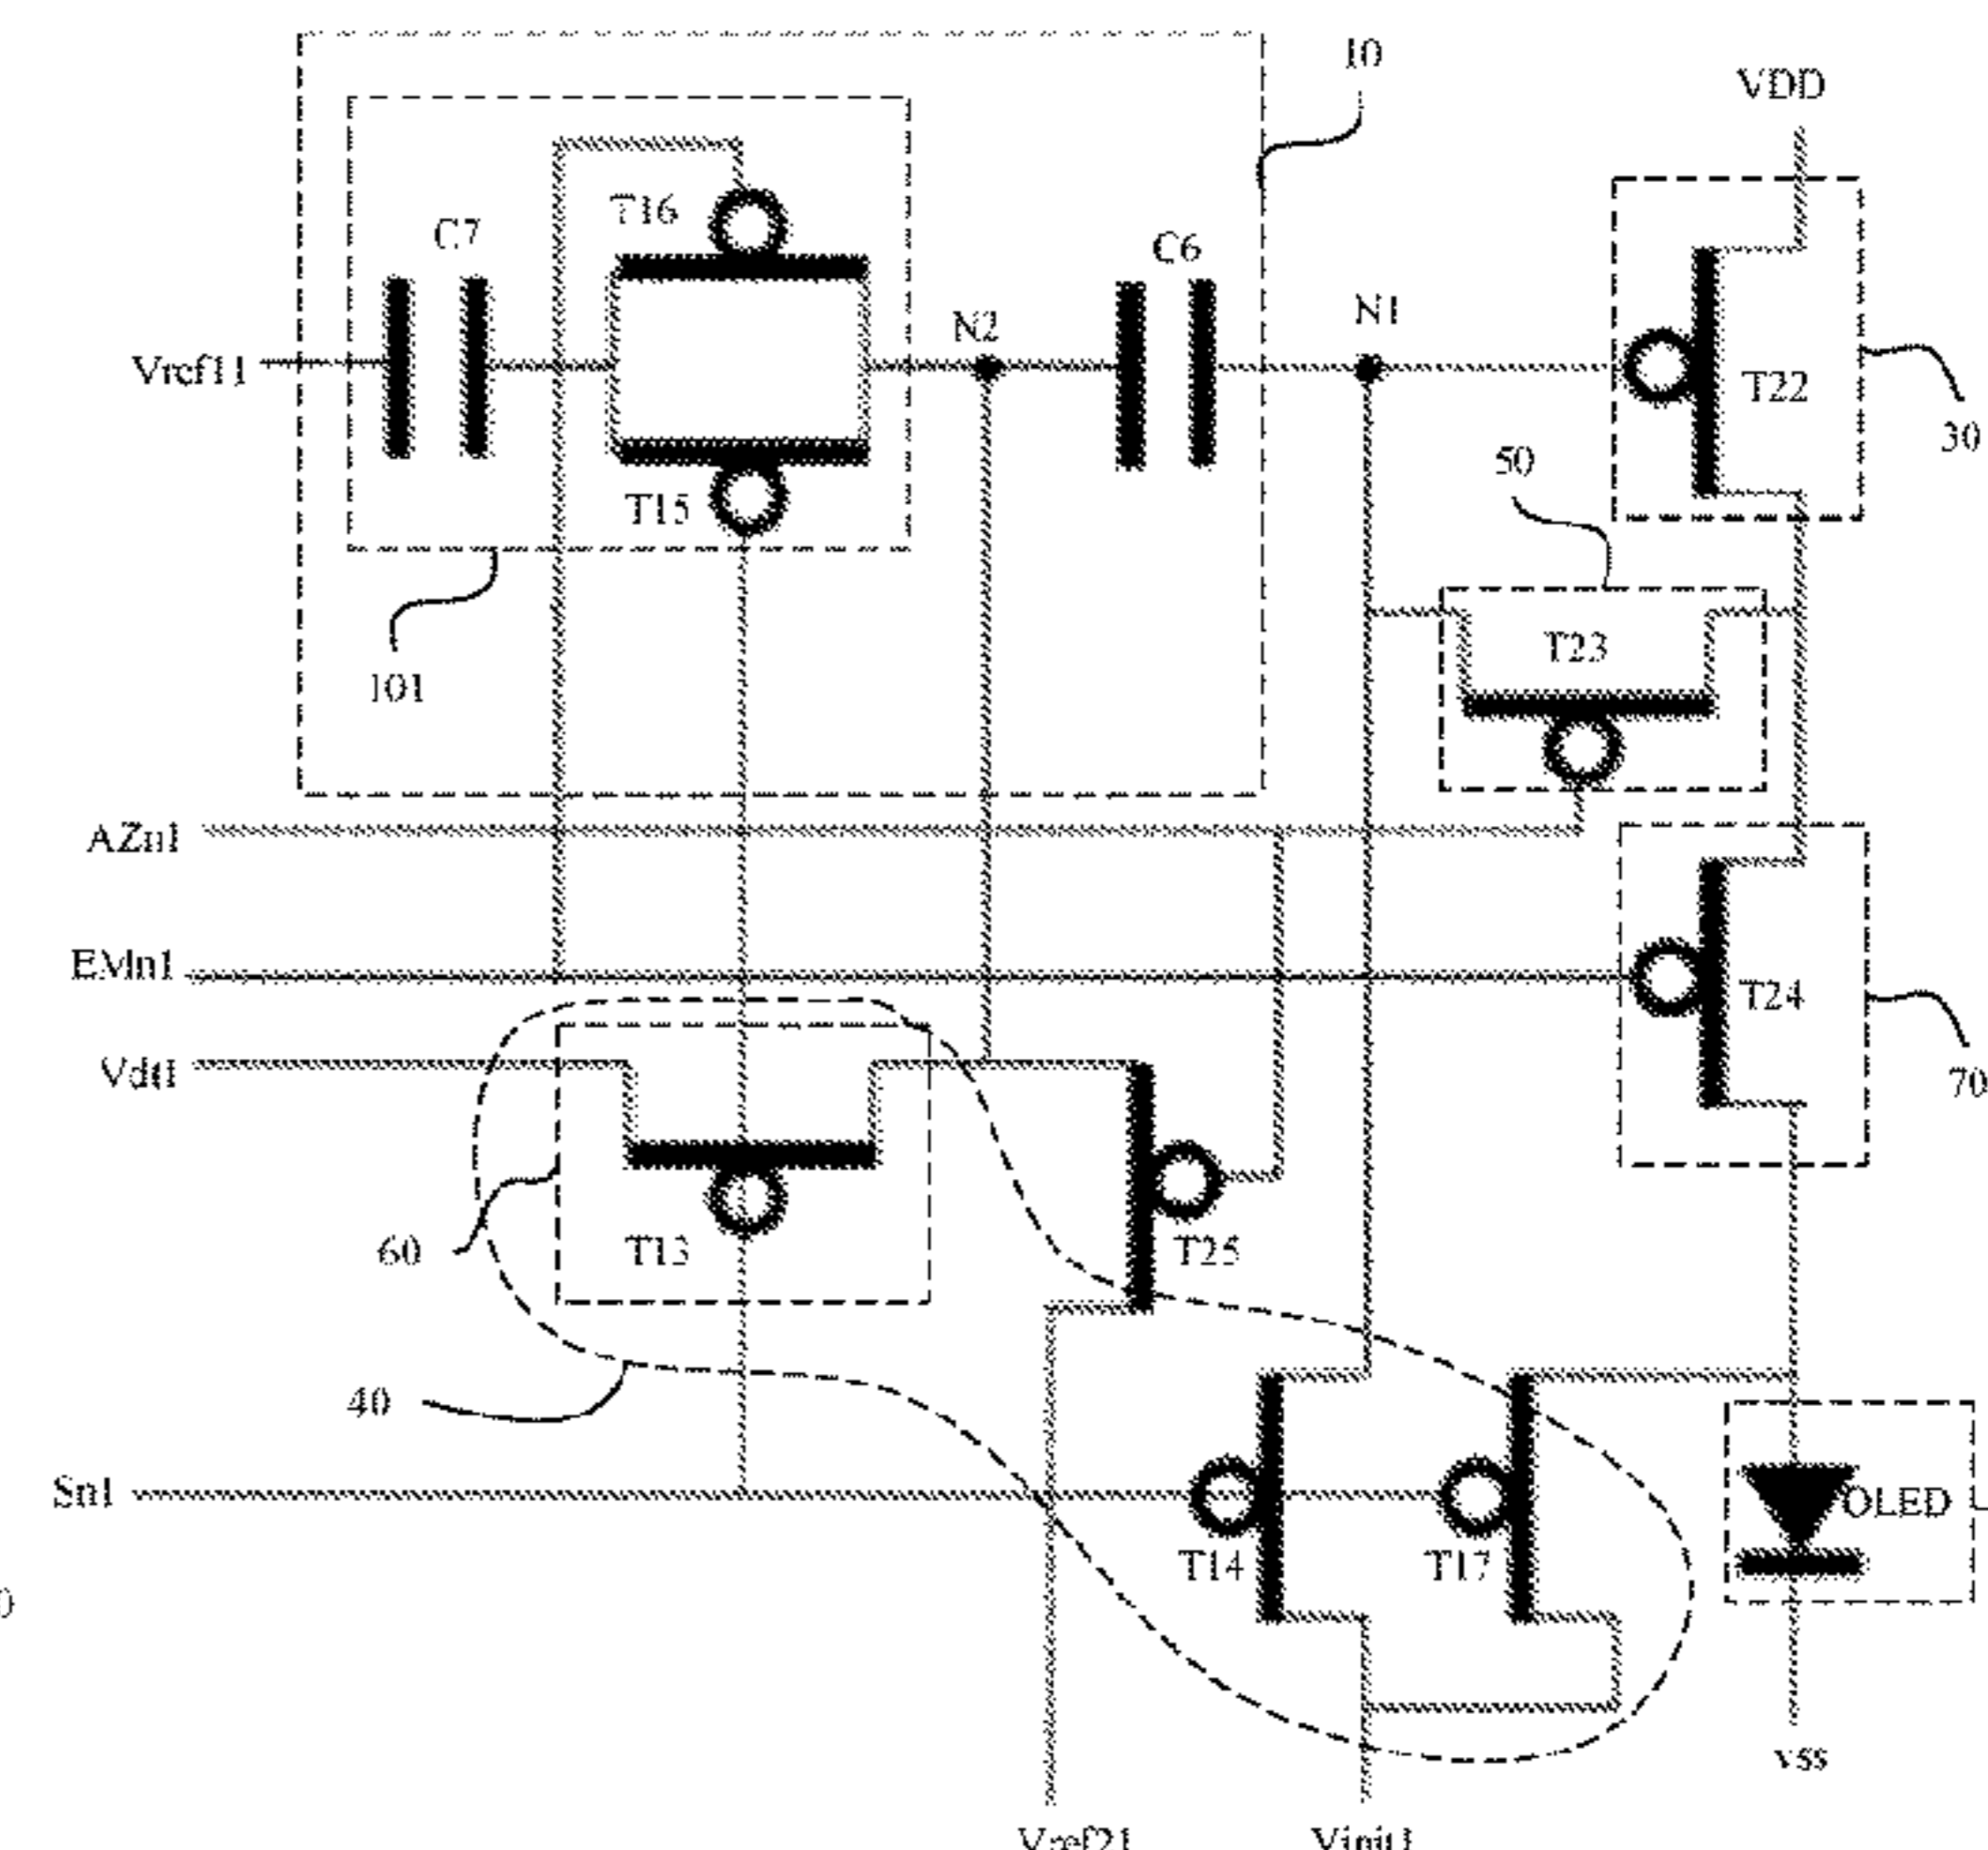 10
VDD
T16
C7
C6
N2
N1
Vref11
T22
30
T15
50
T23
101
AZn1
EMn1
T24
Vdt1
70
60
T13
T25
40
Sn1
OLED
T14
T17
vss
Vref21
Vinit1